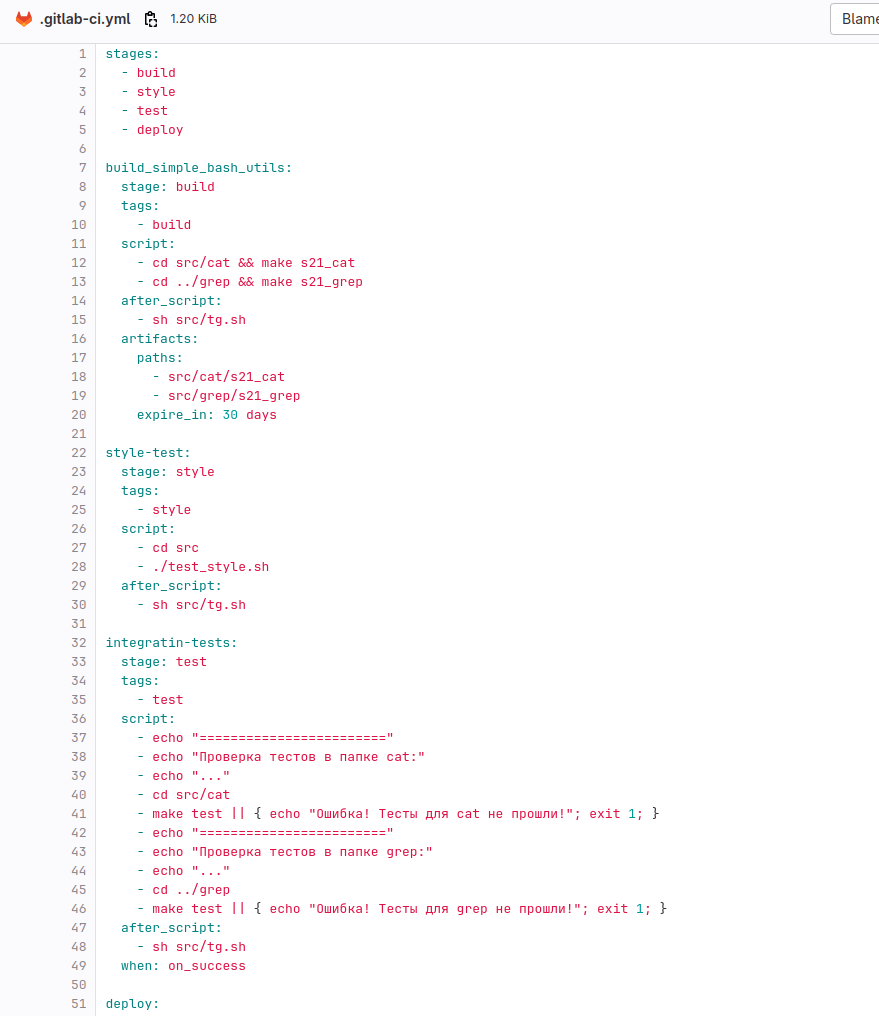 .gitlab-ci.yml 1.20 KiB Blame
1 stages:
2   - build
3   - style
4   - test
5   - deploy
6
7 build_simple_bash_utils:
8   stage: build
9   tags:
10     - build
11   script:
12     - cd src/cat && make s21_cat
13     - cd ../grep && make s21_grep
14   after_script:
15     - sh src/tg.sh
16   artifacts:
17     paths:
18       - src/cat/s21_cat
19       - src/grep/s21_grep
20     expire_in: 30 days
21
22 style-test:
23   stage: style
24   tags:
25     - style
26   script:
27     - cd src
28     - ./test_style.sh
29   after_script:
30     - sh src/tg.sh
31
32 integratin-tests:
33   stage: test
34   tags:
35     - test
36   script:
37     - echo "========================"
38     - echo "Проверка тестов в папке cat:"
39     - echo "..."
40     - cd src/cat
41     - make test || { echo "Ошибка! Тесты для cat не прошли!"; exit 1; }
42     - echo "========================"
43     - echo "Проверка тестов в папке grep:"
44     - echo "..."
45     - cd ../grep
46     - make test || { echo "Ошибка! Тесты для grep не прошли!"; exit 1; }
47   after_script:
48     - sh src/tg.sh
49   when: on_success
50
51 deploy: